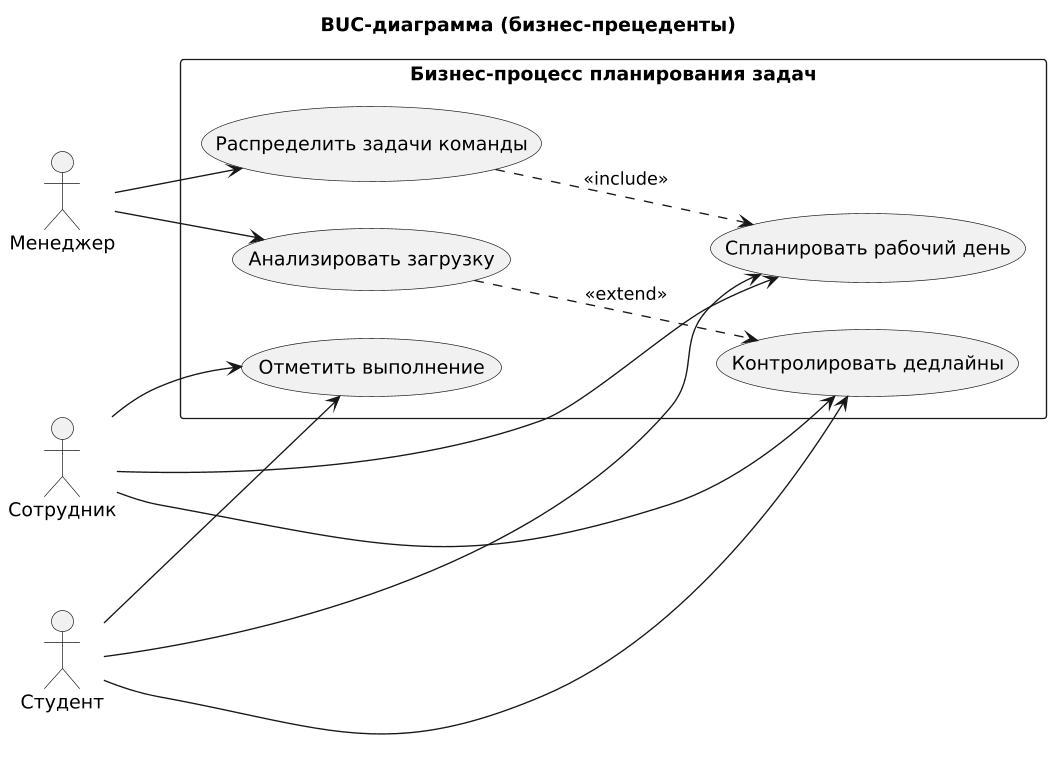 BUC-диаграмма (бизнес-прецеденты)
Бизнес-процесс планирования задач
Распределить задачи команды
«include»
Менеджер
Спланировать рабочий день
Анализировать загрузку
«extend»
Контролировать дедлайны
Отметить выполнение
Сотрудник
Студент